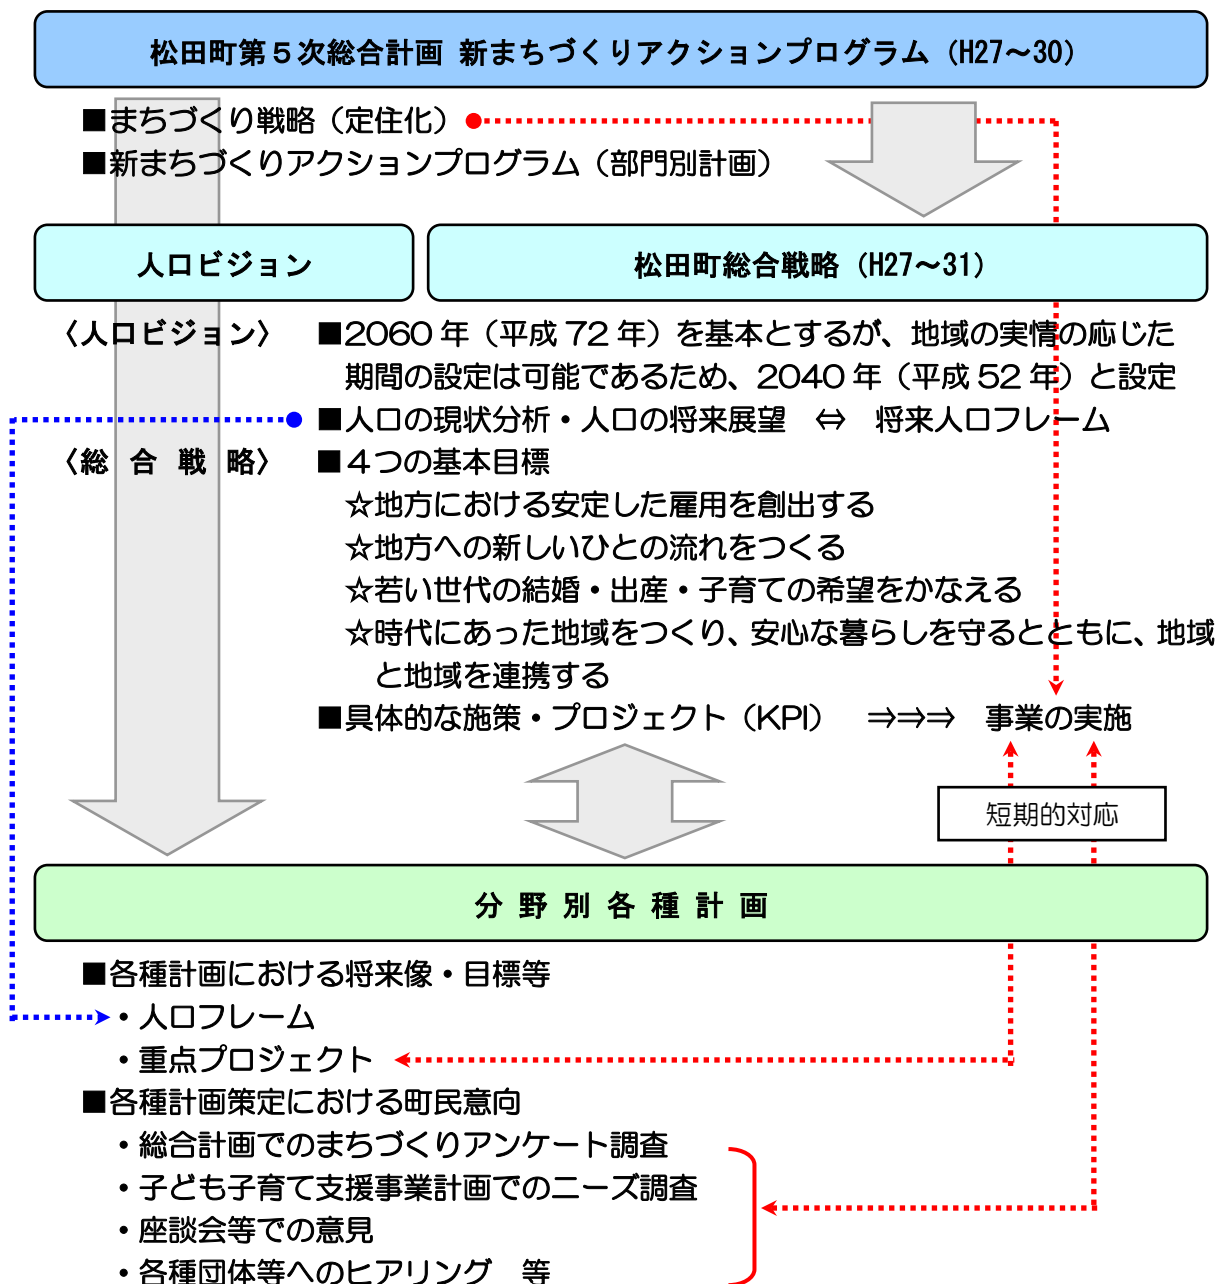 松田町第５次総合計画 新まちづくりアクションプログラム（H27～30）
■まちづくり戦略（定住化）
■新まちづくりアクションプログラム（部門別計画）
人口ビジョン
松田町総合戦略（H27～31）
〈人口ビジョン〉 ■2060 年（平成 72 年）を基本とするが、地域の実情の応じた
期間の設定は可能であるため、2040 年（平成 52 年）と設定
■人口の現状分析・人口の将来展望 ⇔ 将来人口フレーム
〈総 合 戦 略〉 ■４つの基本目標
☆地方における安定した雇用を創出する
☆地方への新しいひとの流れをつくる
☆若い世代の結婚・出産・子育ての希望をかなえる
☆時代にあった地域をつくり、安心な暮らしを守るとともに、地域
と地域を連携する
■具体的な施策・プロジェクト（KPI） ⇒⇒⇒ 事業の実施
短期的対応
分 野 別 各 種 計 画
■各種計画における将来像・目標等
・人口フレーム
・重点プロジェクト
■各種計画策定における町民意向
・総合計画でのまちづくりアンケート調査
・子ども子育て支援事業計画でのニーズ調査
・座談会等での意見
・各種団体等へのヒアリング 等